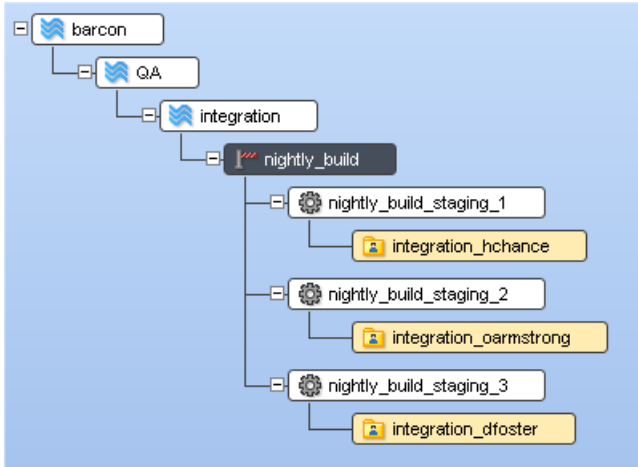 barcon
QA
integration
nightly_build
nightly_build_staging_1
integration_hchance
nightly_build_staging_2
integration_oarmstrong
nightly_build_staging_3
integration_dfoster